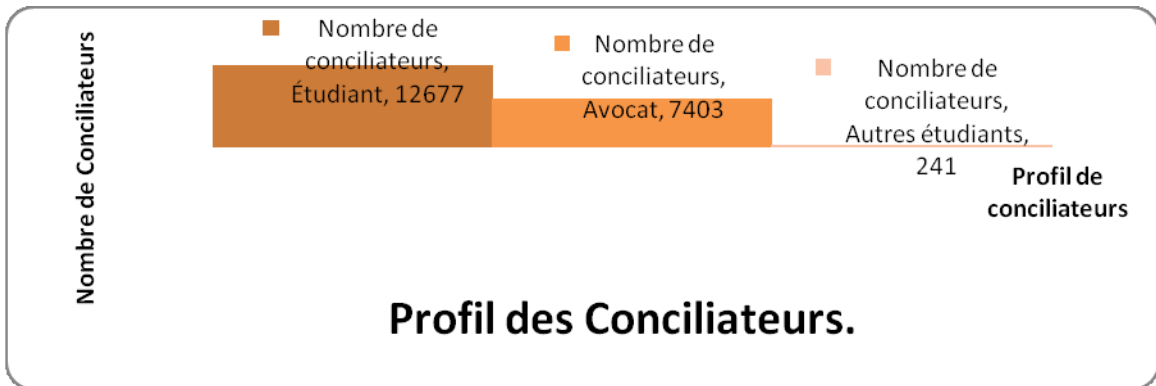 Nombre de Conciliateurs
Nombre de
conciliateurs,
Étudiant, 12677
Nombre de
conciliateurs,
Avocat, 7403
Nombre de
conciliateurs,
Autres étudiants,
241
Profil de
conciliateurs
Profil des Conciliateurs.